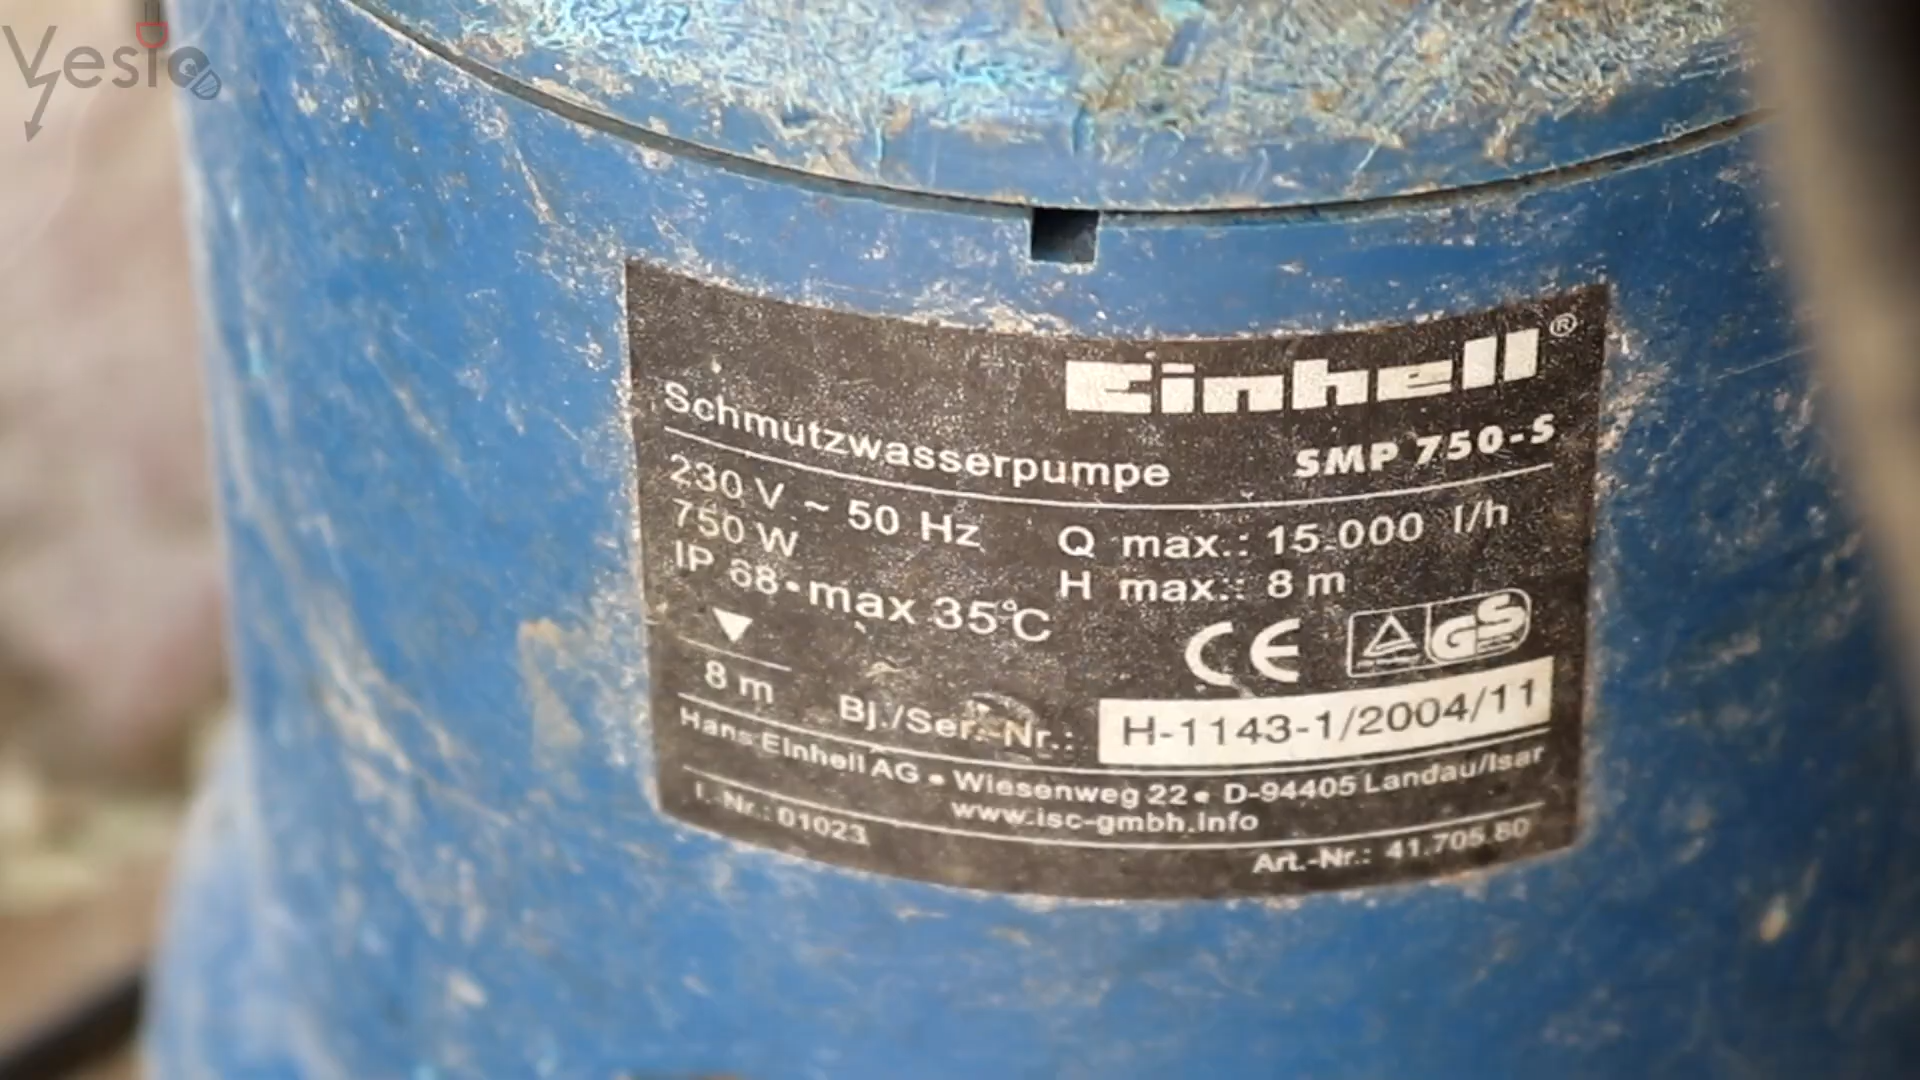 Vesic
Einhell®
Schmutzwasserpumpe SMP 750-S
230 V ~ 50 Hz Q max.: 15.000 l/h
750 W H max.: 8 m
IP 68 • max 35°C
CE GS
8 m Bj./Ser.-Nr.: H-1143-1/2004/11
Hans Einhell AG • Wiesenweg 22 • D-94405 Landau/Isar
www.isc-gmbh.info
I.-Nr.: 01023 Art.-Nr.: 41.705.80